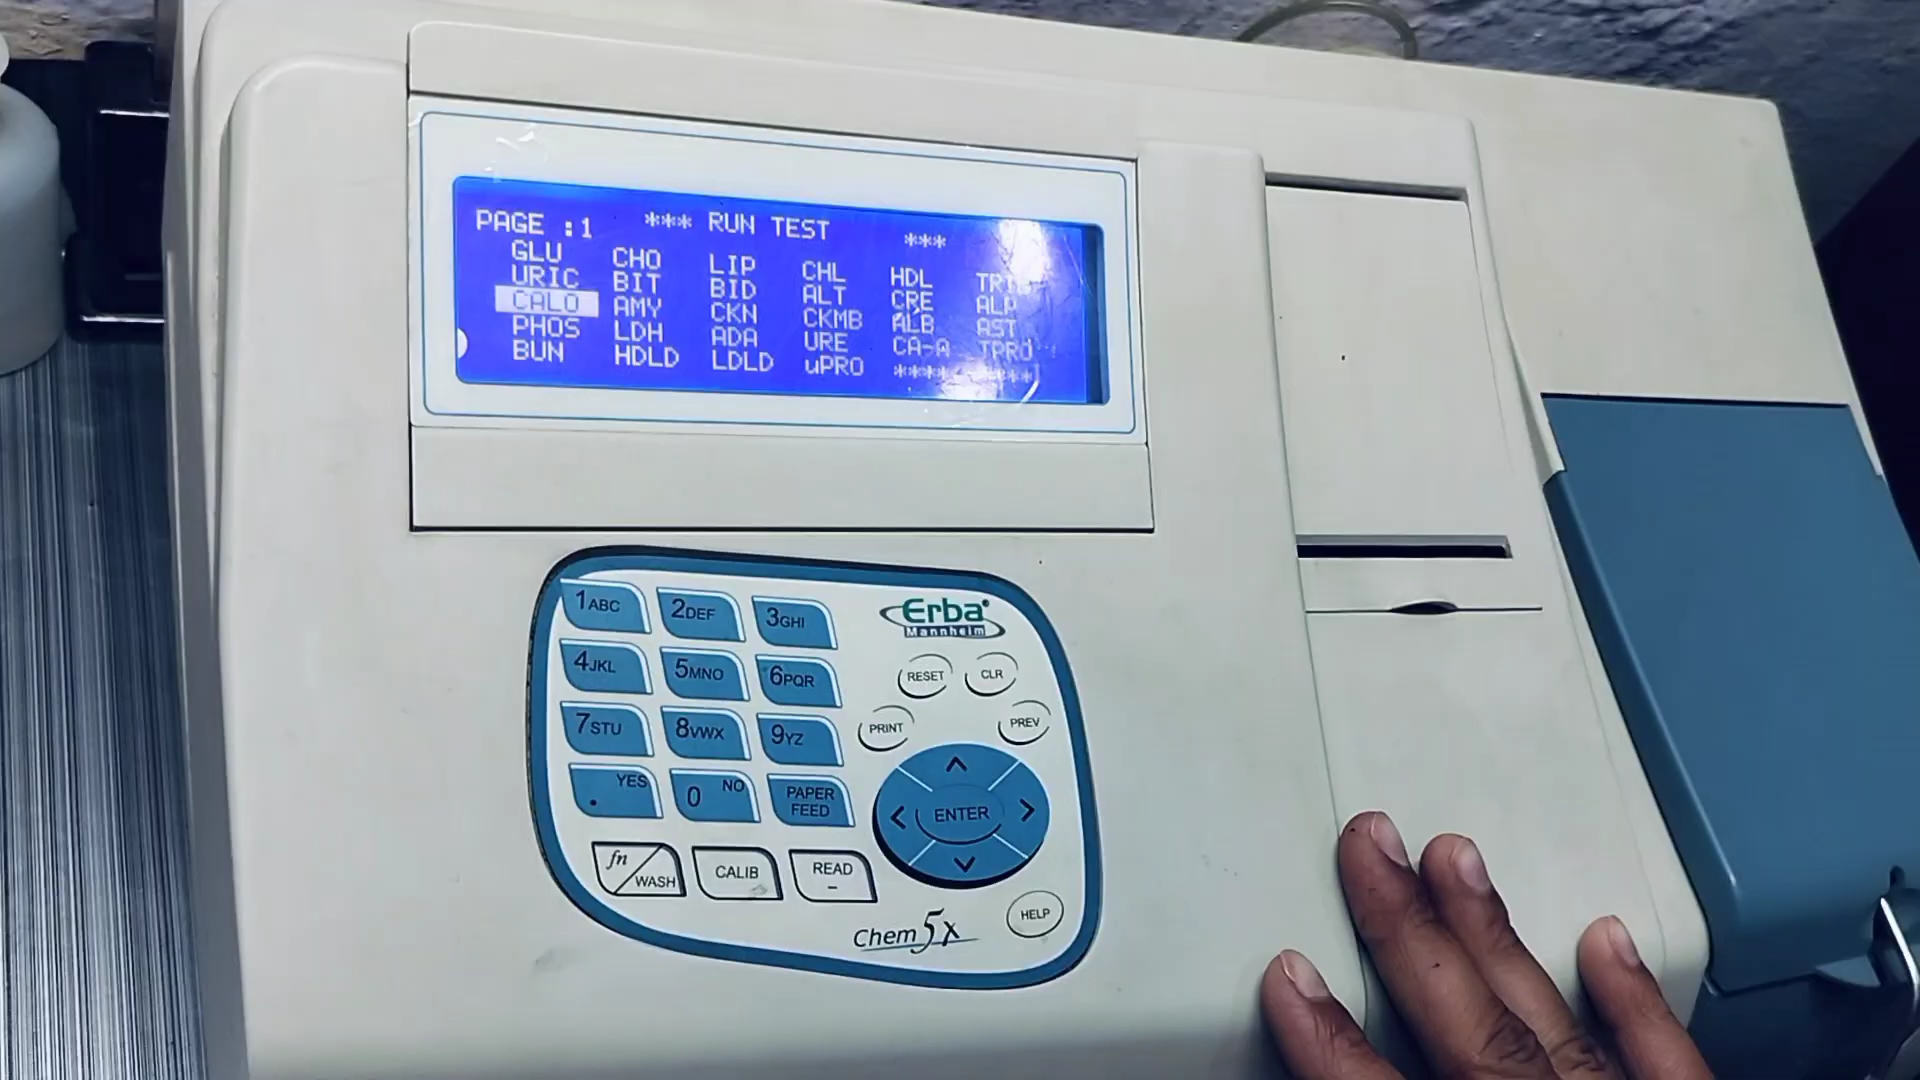 PAGE :1 *** RUN TEST ***
GLU CHO LIP CHL HDL
URIC BIT BID ALT CRE ALP
CALO AMY CKN CKMB ALB AST
PHOS LDH ADA URE CA-A TPRO
BUN HDLD LDLD uPRO **** ****
1ABC 2DEF 3GHI
Erba
Mannheim
4JKL 5MNO 6PQR
RESET CLR
7STU 8VWX 9YZ
PRINT PREV
. YES 0 NO PAPER FEED
< ENTER >
fn/WASH CALIB READ -
HELP
Chem 5x